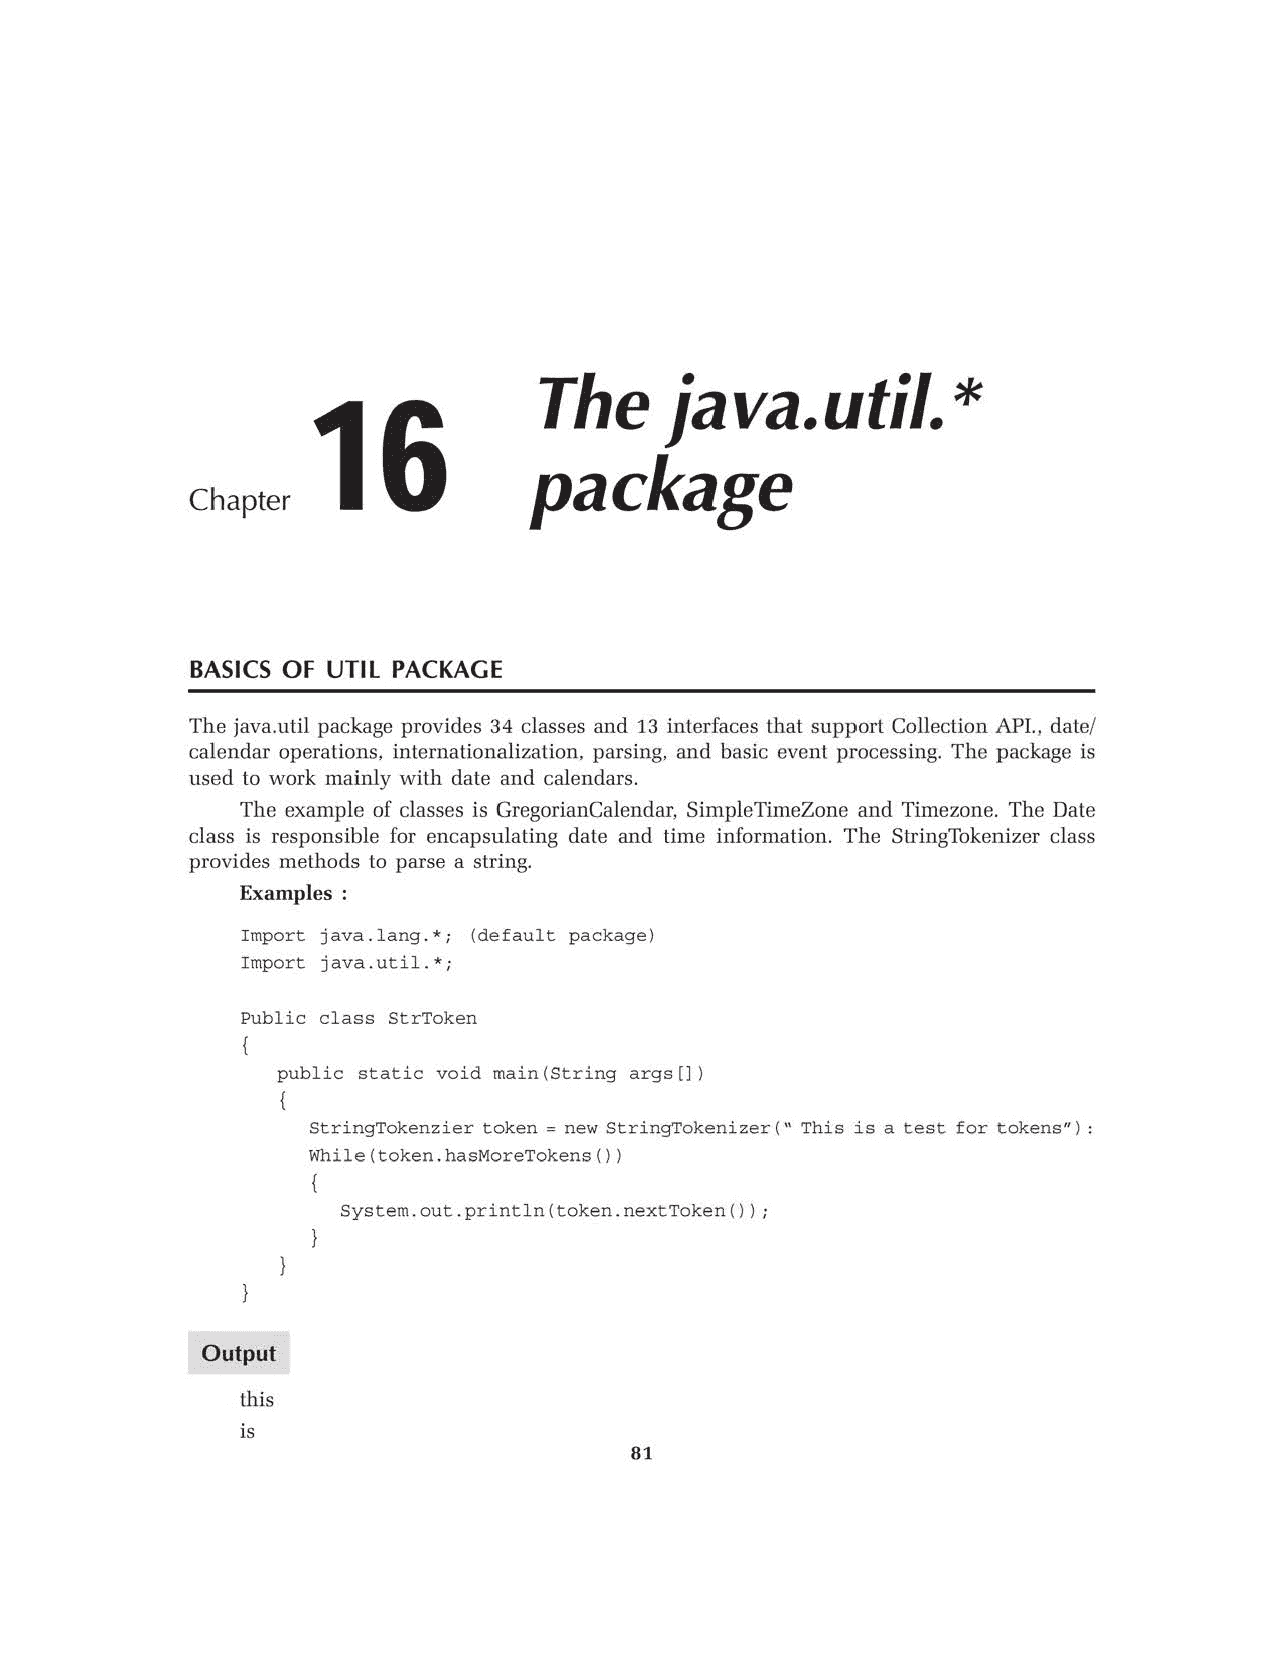 Chapter 16 The java.util.*
package
BASICS OF UTIL PACKAGE
The java.util package provides 34 classes and 13 interfaces that support Collection API., date/
calendar operations, internationalization, parsing, and basic event processing. The package is
used to work mainly with date and calendars.
The example of classes is GregorianCalendar, SimpleTimeZone and Timezone. The Date
class is responsible for encapsulating date and time information. The StringTokenizer class
provides methods to parse a string.
Examples :
Import java.lang.*; (default package)
Import java.util.*;
Public class StrToken
{
public static void main(String args[])
{
StringTokenzier token = new StringTokenizer(“ This is a test for tokens”):
While(token.hasMoreTokens())
{
System.out.println(token.nextToken());
}
}
}
Output
this
is
81